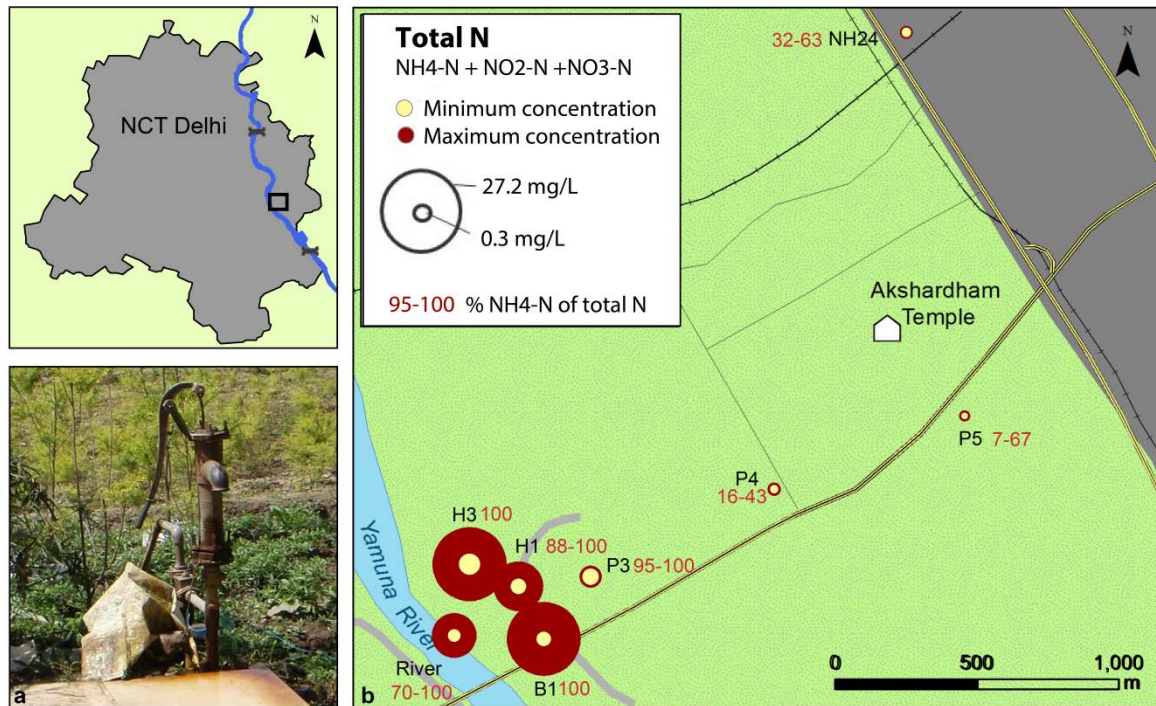 N
NCT Delhi
a
Total N
NH4-N + NO2-N +NO3-N
Minimum concentration
Maximum concentration
27.2 mg/L
0.3 mg/L
95-100 % NH4-N of total N
32-63 NH24
N
Akshardham
Temple
P5 7-67
P4
16-43
H3 100
H1 88-100
P3 95-100
Yamuna River
River
70-100
B1 100
0 500 1,000
m
b